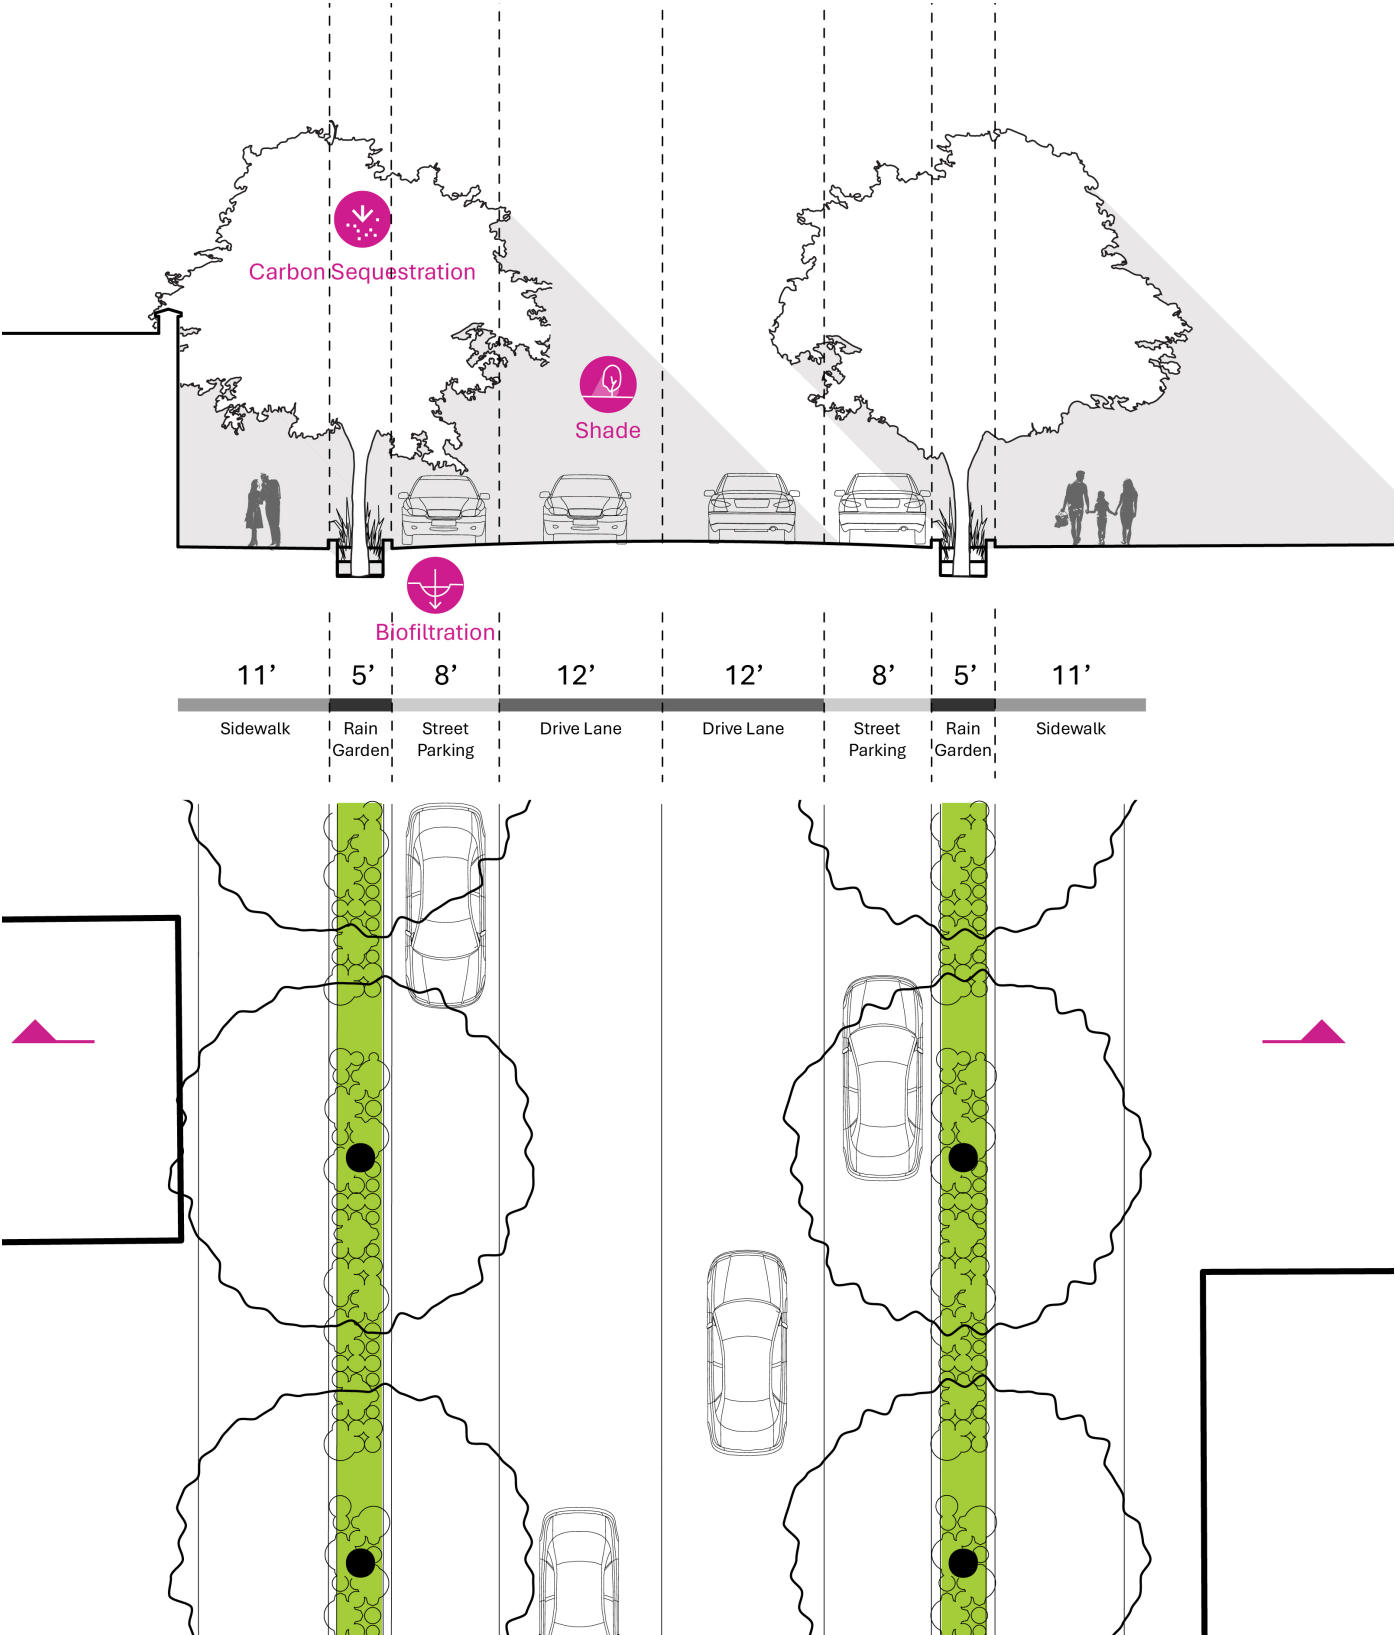 Carbon Sequestration
Shade
Biofiltration
11’ 5’ 8’ 12’ 12’ 8’ 5’ 11’
Sidewalk Rain Street Drive Lane Drive Lane Street Rain Sidewalk
Garden Parking Parking Garden